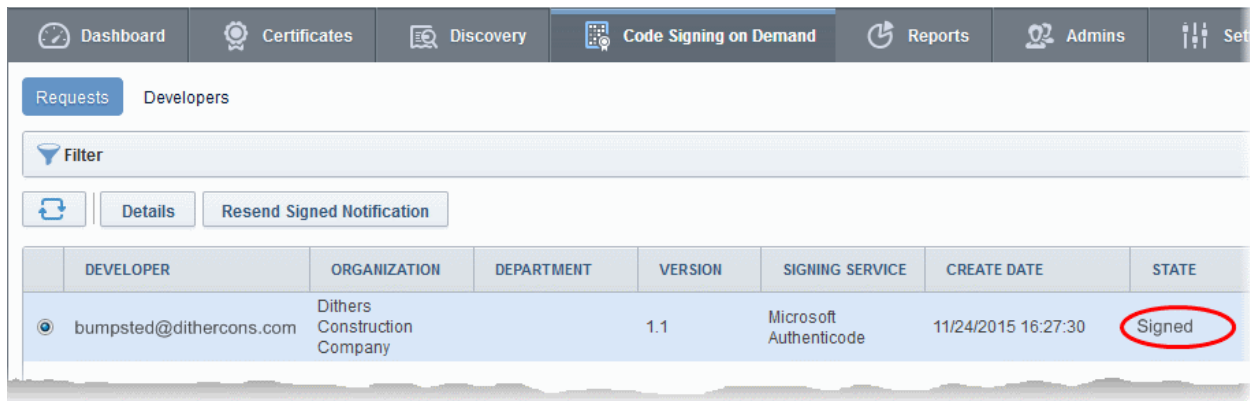 Dashboard Certificates Discovery Code Signing on Demand Reports Admins Set
Requests Developers
Filter
Details Resend Signed Notification
DEVELOPER ORGANIZATION DEPARTMENT VERSION SIGNING SERVICE CREATE DATE STATE
bumpsted@dithercons.com Dithers Construction Company 1.1 Microsoft Authenticode 11/24/2015 16:27:30 Signed